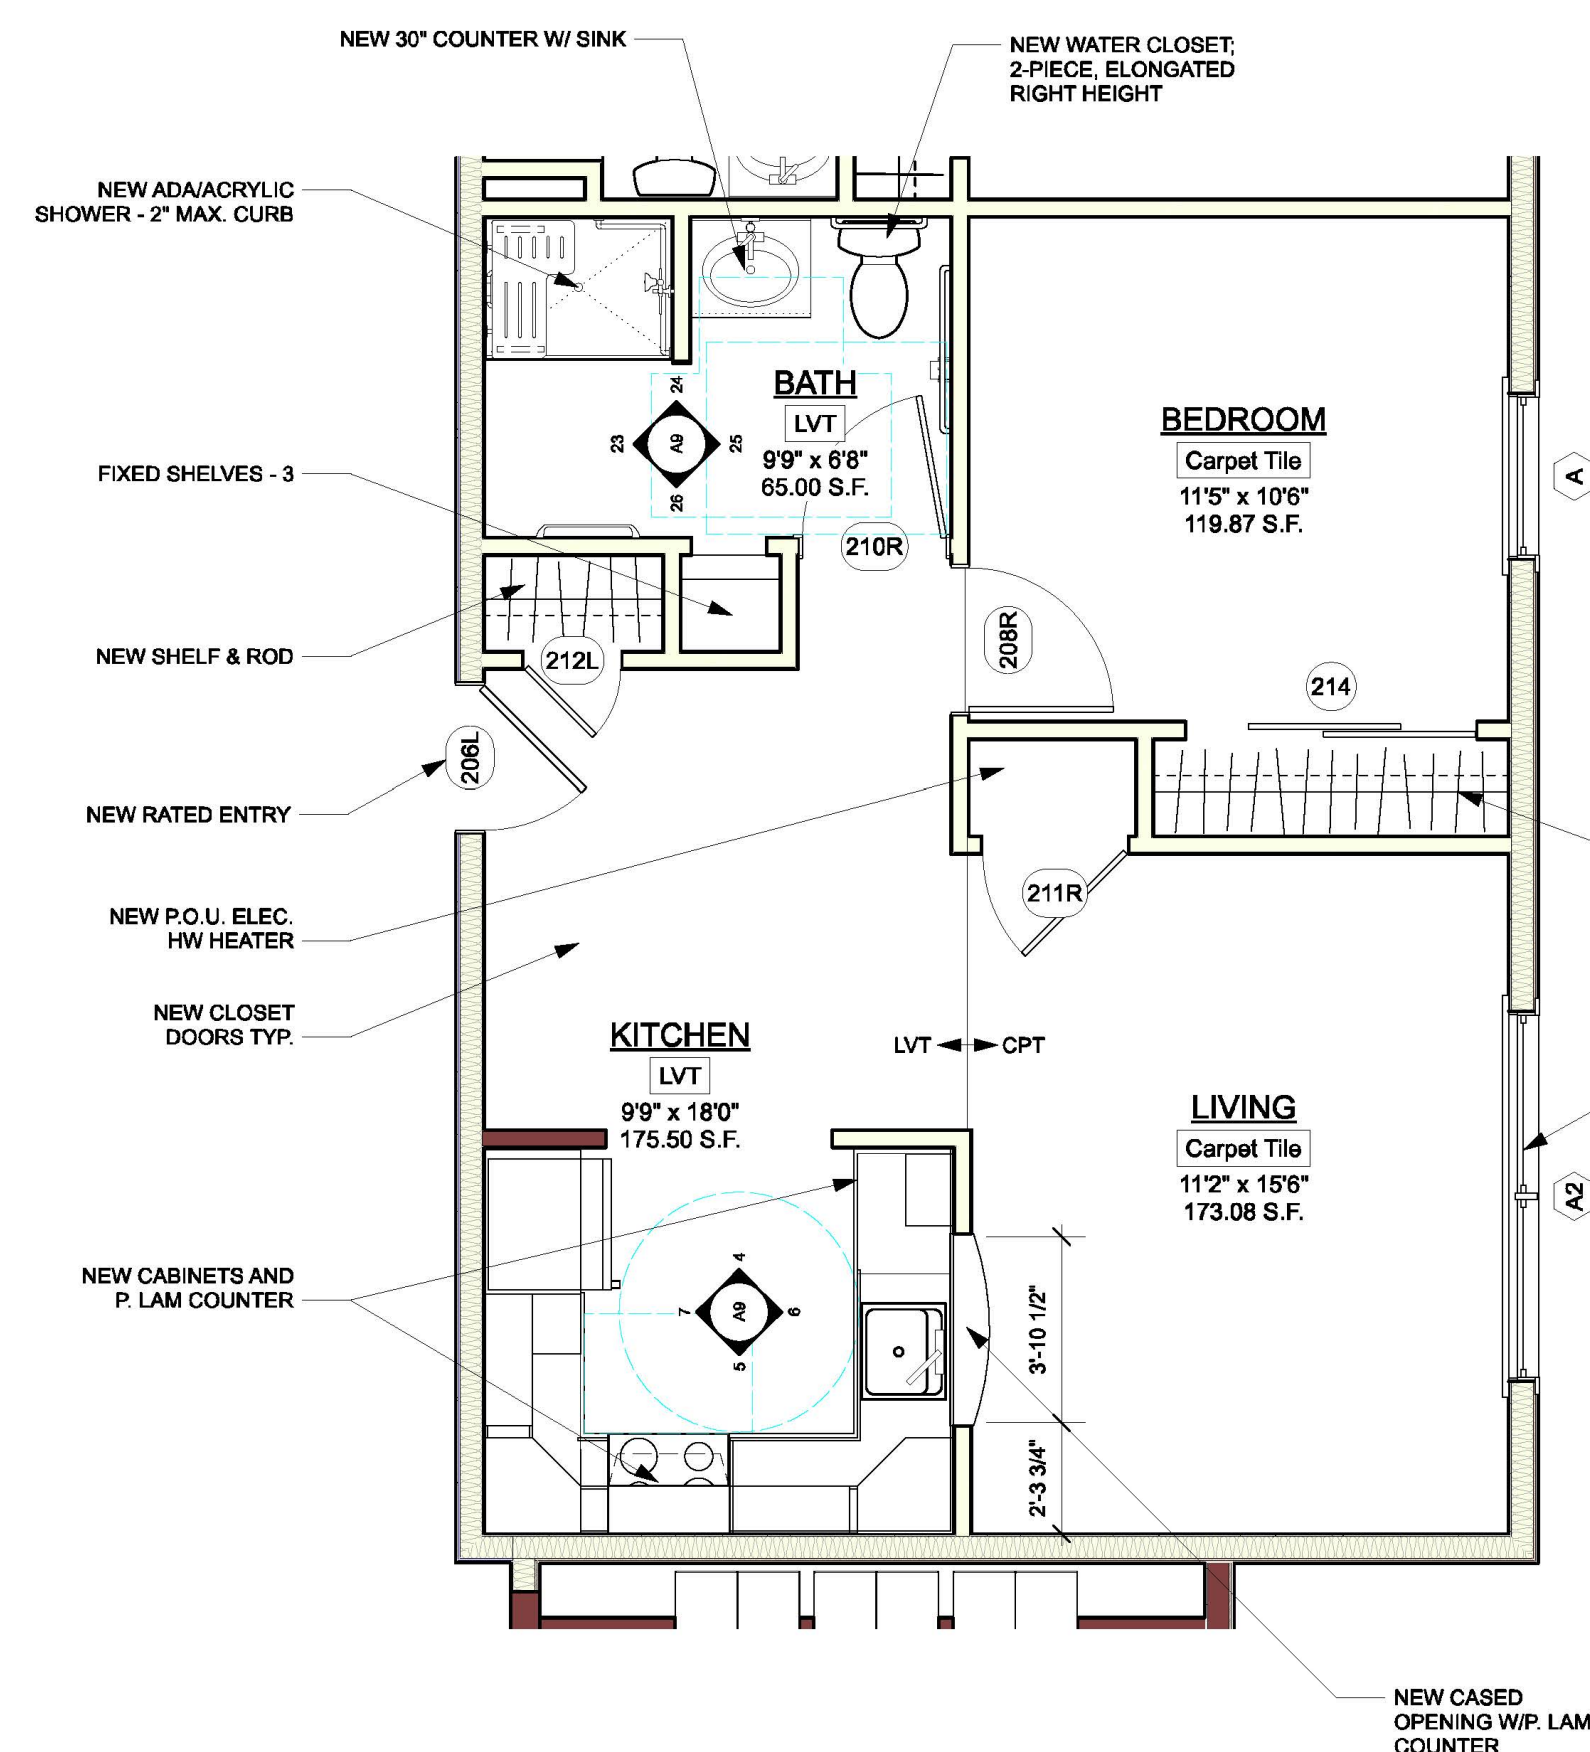 NEW 30" COUNTER W/ SINK
NEW WATER CLOSET;
2-PIECE, ELONGATED
RIGHT HEIGHT
NEW ADA/ACRYLIC
SHOWER - 2" MAX. CURB
FIXED SHELVES - 3
NEW SHELF & ROD
NEW RATED ENTRY
NEW P.O.U. ELEC.
HW HEATER
NEW CLOSET
DOORS TYP.
NEW CABINETS AND
P. LAM COUNTER
BATH
LVT
9'9" x 6'8"
65.00 S.F.
24
23
A9
25
26
210R
BEDROOM
Carpet Tile
11'5" x 10'6"
119.87 S.F.
A
212L
208R
214
206L
211R
KITCHEN
LVT
9'9" x 18'0"
175.50 S.F.
LVT
CPT
LIVING
Carpet Tile
11'2" x 15'6"
173.08 S.F.
A2
4
7
A9
6
5
3'-10 1/2"
2'-3 3/4"
NEW CASED
OPENING W/P. LAM
COUNTER